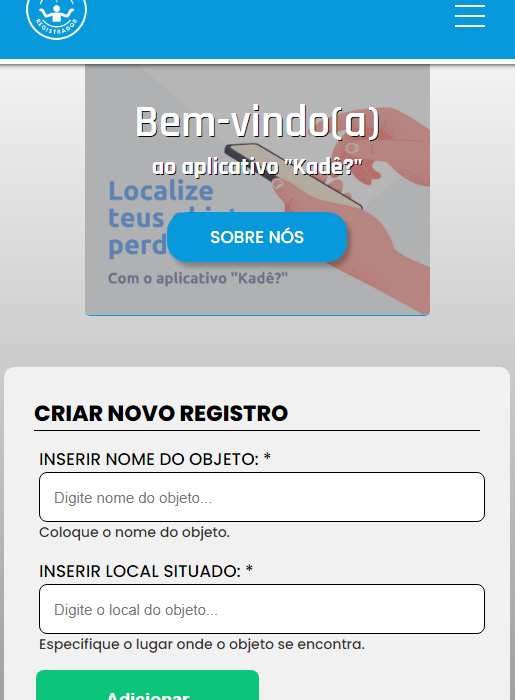 REGISTRADOR
Bem-vindo(a)
ao aplicativo "Kadê?"
Localize
teus
perd
SOBRE NÓS
Com o aplicativo "Kadê?"
CRIAR NOVO REGISTRO
INSERIR NOME DO OBJETO: *
Digite nome do objeto...
Coloque o nome do objeto.
INSERIR LOCAL SITUADO: *
Digite o local do objeto...
Especifique o lugar onde o objeto se encontra.
Adicionar